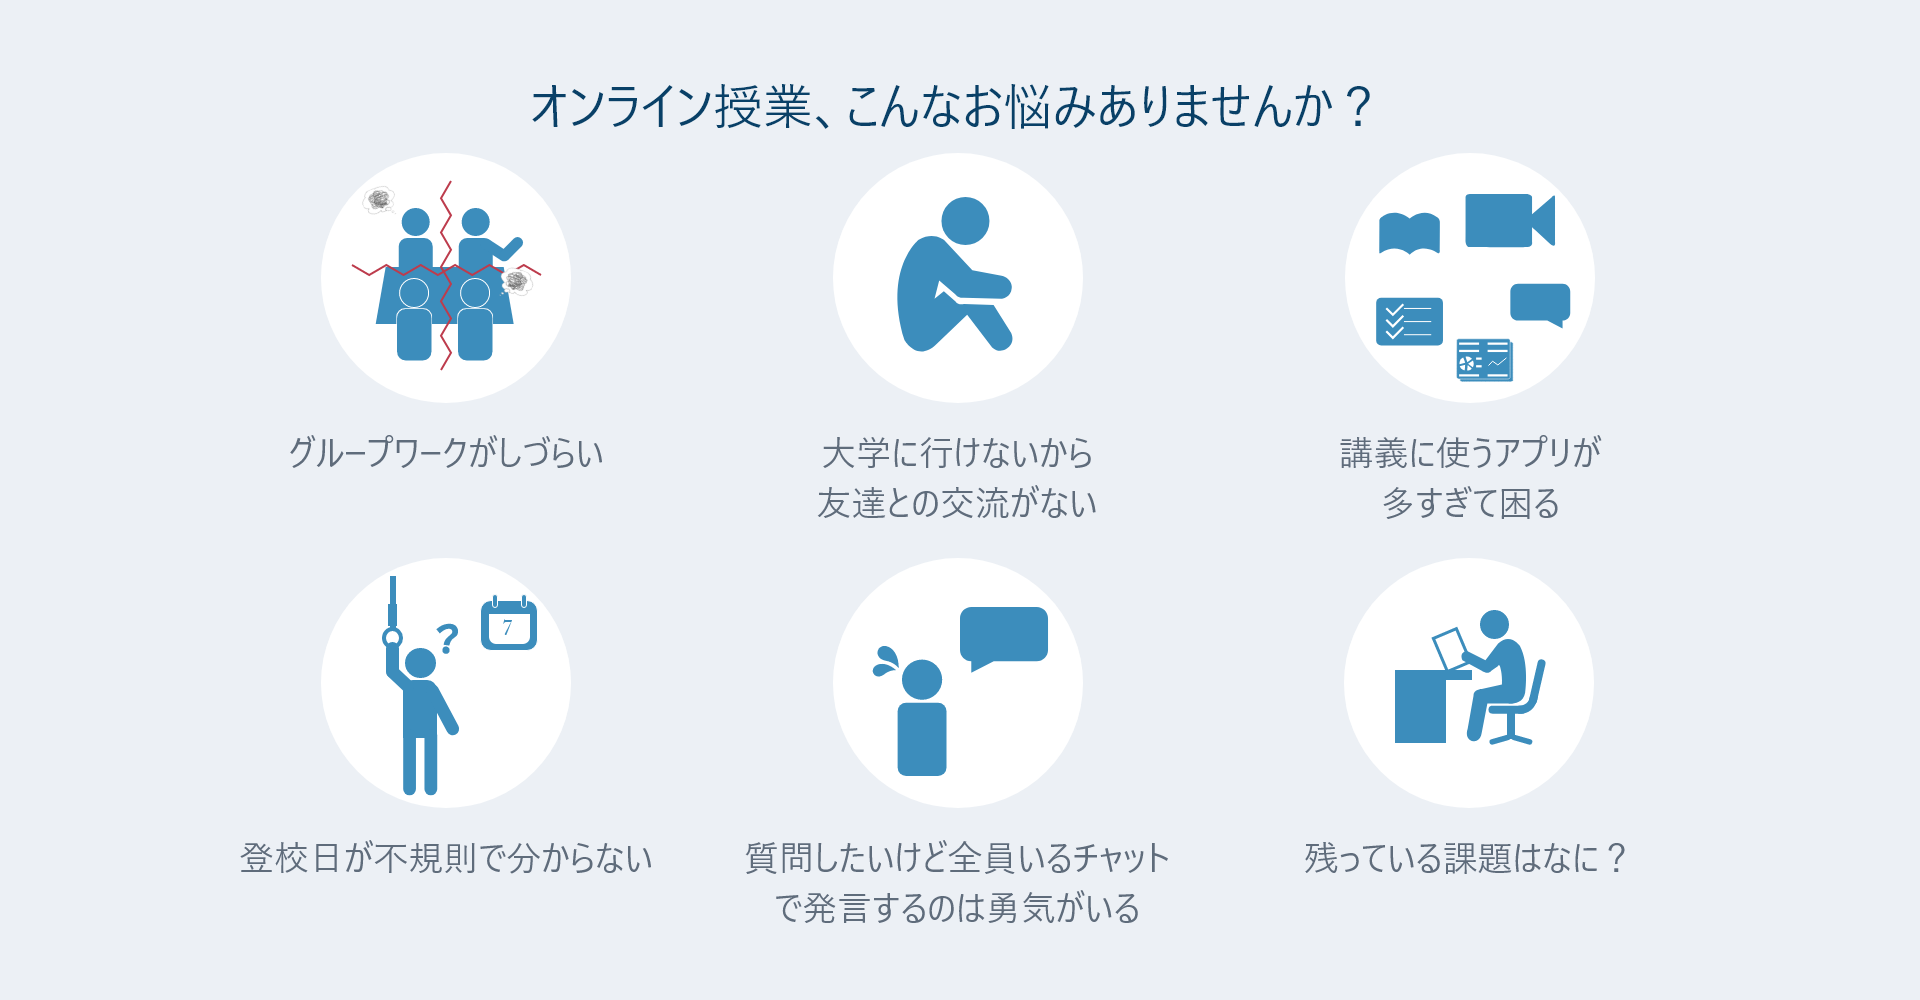 オンライン授業、こんなお悩みありませんか？
グループワークがしづらい
大学に行けないから
友達との交流がない
講義に使うアプリが
多すぎて困る
?
7
登校日が不規則で分からない
質問したいけど全員いるチャット
で発言するのは勇気がいる
残っている課題はなに？